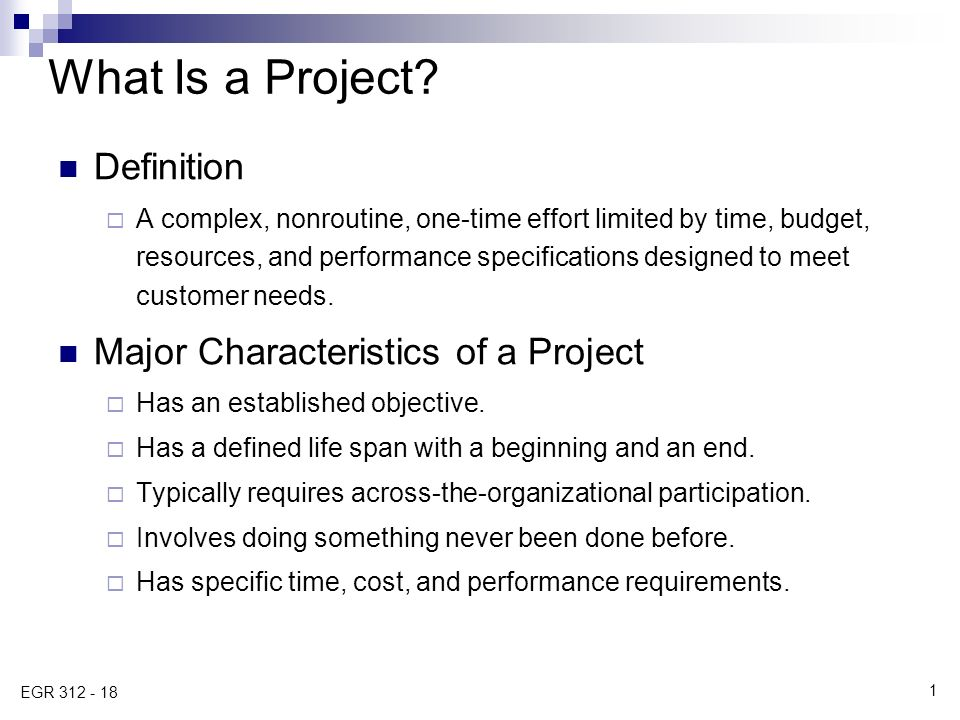 What Is a Project?
Definition
A complex, nonroutine, one-time effort limited by time, budget,
resources, and performance specifications designed to meet
customer needs.
Major Characteristics of a Project
Has an established objective.
Has a defined life span with a beginning and an end.
Typically requires across-the-organizational participation.
Involves doing something never been done before.
Has specific time, cost, and performance requirements.
EGR 312 - 18
1